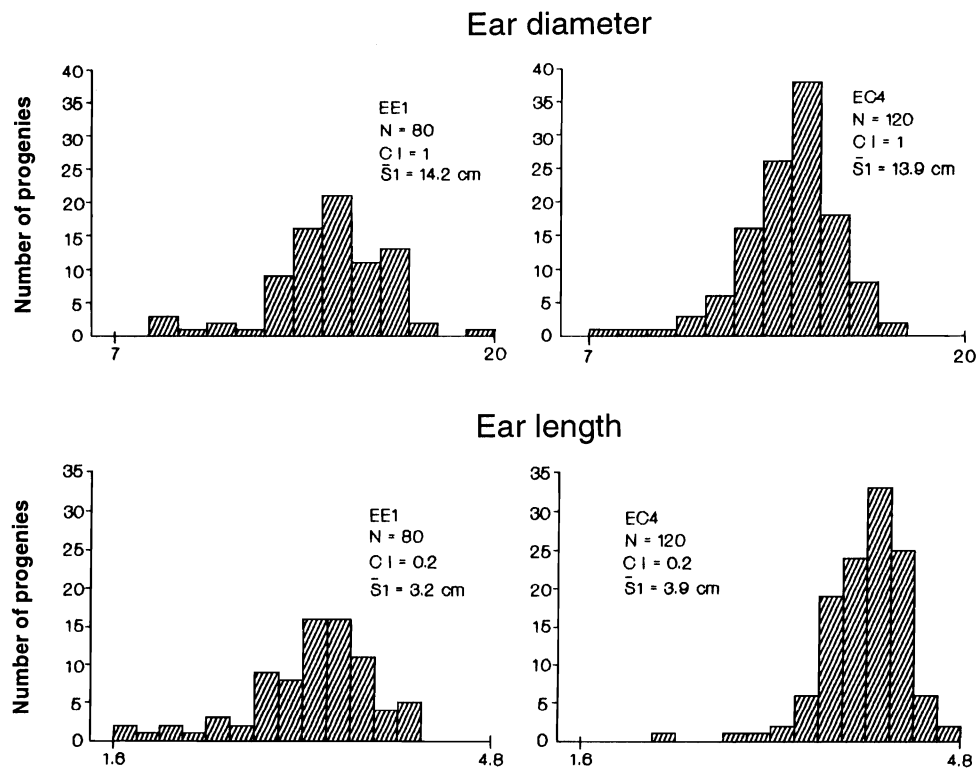 Ear diameter
Number of progenies
40
35
30
25
20
15
10
5
0
7
20
EE1
N = 80
C I = 1
S̄1 = 14.2 cm
40
35
30
25
20
15
10
5
0
7
20
EC4
N = 120
C I = 1
S̄1 = 13.9 cm
Ear length
Number of progenies
35
30
25
20
15
10
5
0
1.6
4.8
EE1
N = 80
C I = 0.2
S̄1 = 3.2 cm
35
30
25
20
15
10
5
0
1.6
4.8
EC4
N = 120
C I = 0.2
S̄1 = 3.9 cm